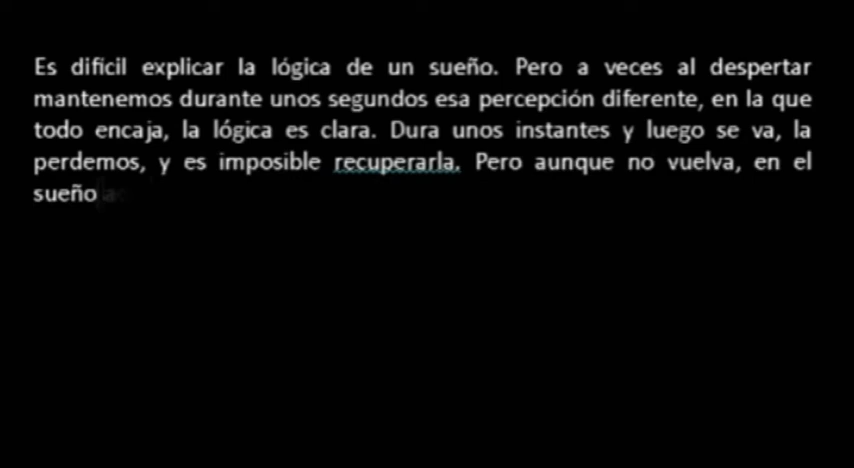 Es difícil explicar la lógica de un sueño. Pero a veces al despertar
mantenemos durante unos segundos esa percepción diferente, en la que
todo encaja, la lógica es clara. Dura unos instantes y luego se va, la
perdemos, y es imposible recuperarla. Pero aunque no vuelva, en el
sueño